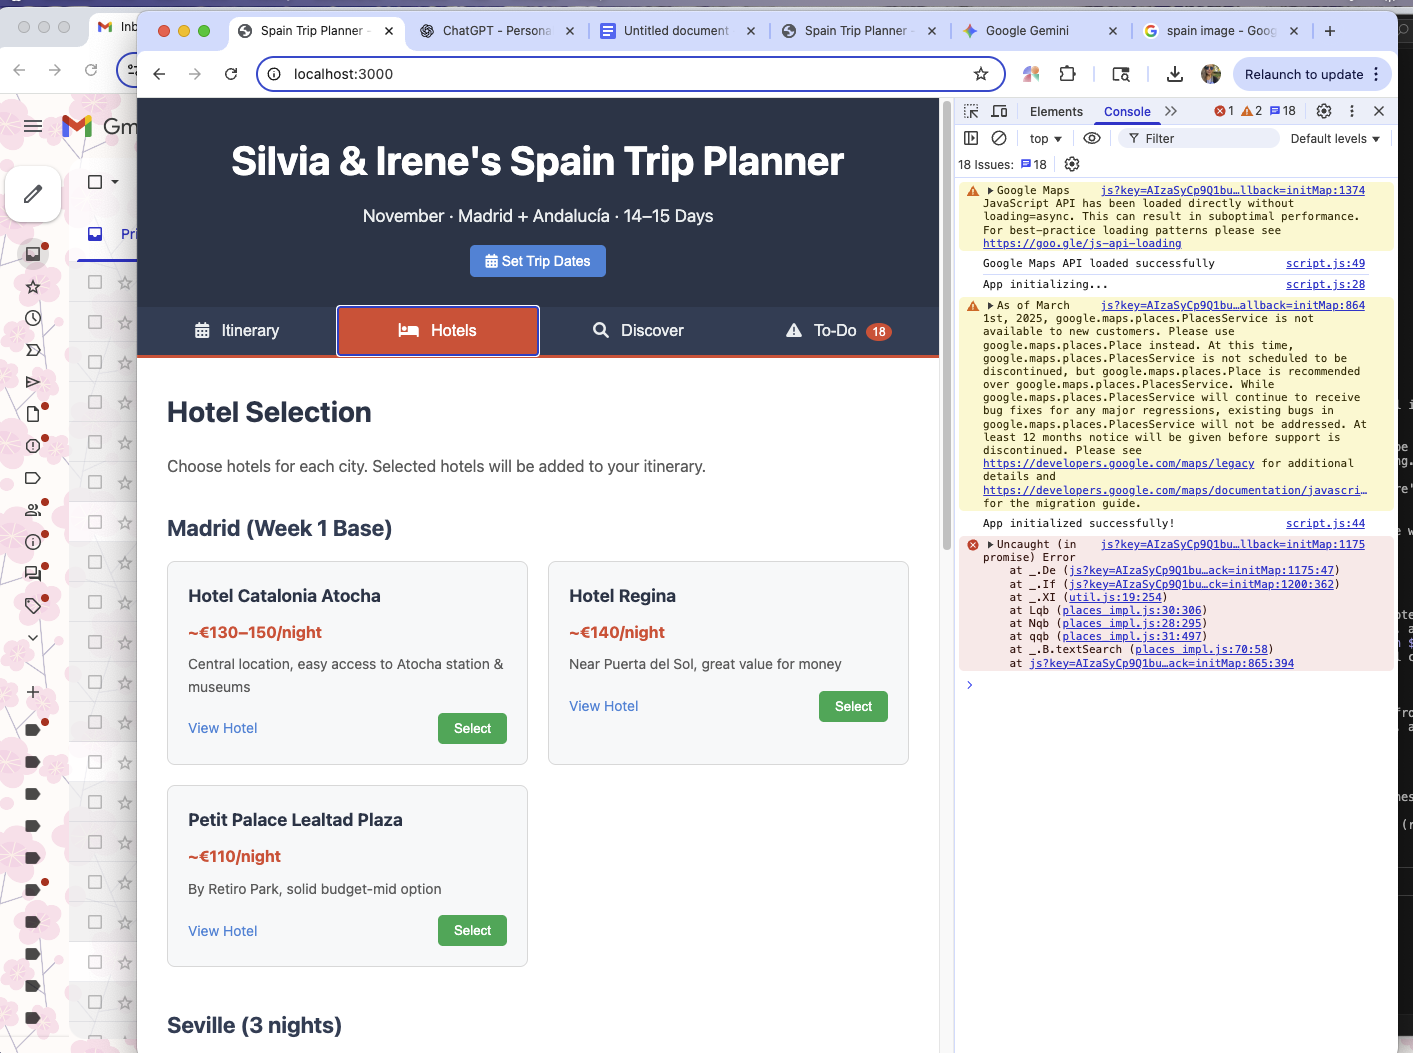 Inb
Spain Trip Planner -
ChatGPT - Persona
Untitled document
Spain Trip Planner -
Google Gemini
spain image - Goog
localhost:3000
Relaunch to update
Gm
Pri
Silvia & Irene's Spain Trip Planner
November · Madrid + Andalucía · 14–15 Days
Set Trip Dates
Itinerary
Hotels
Discover
To-Do 18
Hotel Selection
Choose hotels for each city. Selected hotels will be added to your itinerary.
Madrid (Week 1 Base)
Hotel Catalonia Atocha
~€130–150/night
Central location, easy access to Atocha station &
museums
View Hotel
Select
Hotel Regina
~€140/night
Near Puerta del Sol, great value for money
View Hotel
Select
Petit Palace Lealtad Plaza
~€110/night
By Retiro Park, solid budget-mid option
View Hotel
Select
Seville (3 nights)
Elements
Console
1 2 18
top
Filter
Default levels
18 Issues: 18
Google Maps js?key=AIzaSyCp9Q1bu…llback=initMap:1374
JavaScript API has been loaded directly without
loading=async. This can result in suboptimal performance.
For best-practice loading patterns please see
https://goo.gle/js-api-loading
Google Maps API loaded successfully script.js:49
App initializing... script.js:28
As of March js?key=AIzaSyCp9Q1bu…allback=initMap:864
1st, 2025, google.maps.places.PlacesService is not
available to new customers. Please use
google.maps.places.Place instead. At this time,
google.maps.places.PlacesService is not scheduled to be
discontinued, but google.maps.places.Place is recommended
over google.maps.places.PlacesService. While
google.maps.places.PlacesService will continue to receive
bug fixes for any major regressions, existing bugs in
google.maps.places.PlacesService will not be addressed. At
least 12 months notice will be given before support is
discontinued. Please see
https://developers.google.com/maps/legacy for additional
details and
https://developers.google.com/maps/documentation/javascri…
for the migration guide.
App initialized successfully! script.js:44
Uncaught (in js?key=AIzaSyCp9Q1bu…llback=initMap:1175
promise) Error
at _.De (js?key=AIzaSyCp9Q1bu…ack=initMap:1175:47)
at _.If (js?key=AIzaSyCp9Q1bu…ck=initMap:1200:362)
at _.XI (util.js:19:254)
at Lqb (places_impl.js:30:306)
at Nqb (places_impl.js:28:295)
at qqb (places_impl.js:31:497)
at _.B.textSearch (places_impl.js:70:58)
at js?key=AIzaSyCp9Q1bu…ack=initMap:865:394